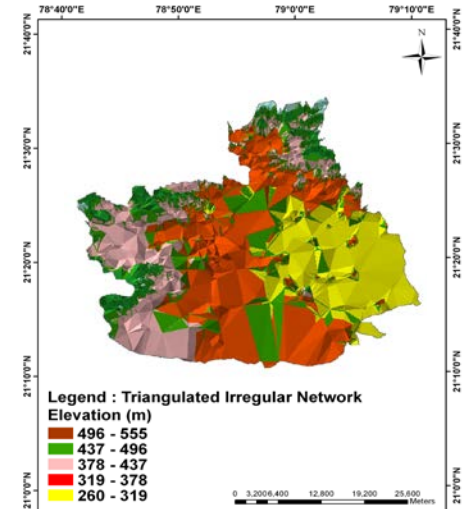 78°40'0"E 78°50'0"E 79°0'0"E 79°10'0"E
21°40'0"N
21°40'0"N
N
21°30'0"N
21°30'0"N
21°20'0"N
21°20'0"N
21°10'0"N
21°10'0"N
Legend : Triangulated Irregular Network
Elevation (m)
496 - 555
437 - 496
378 - 437
319 - 378
260 - 319
21°0'0"N
21°0'0"N
0 3,2006,400 12,800 19,200 25,600
Meters